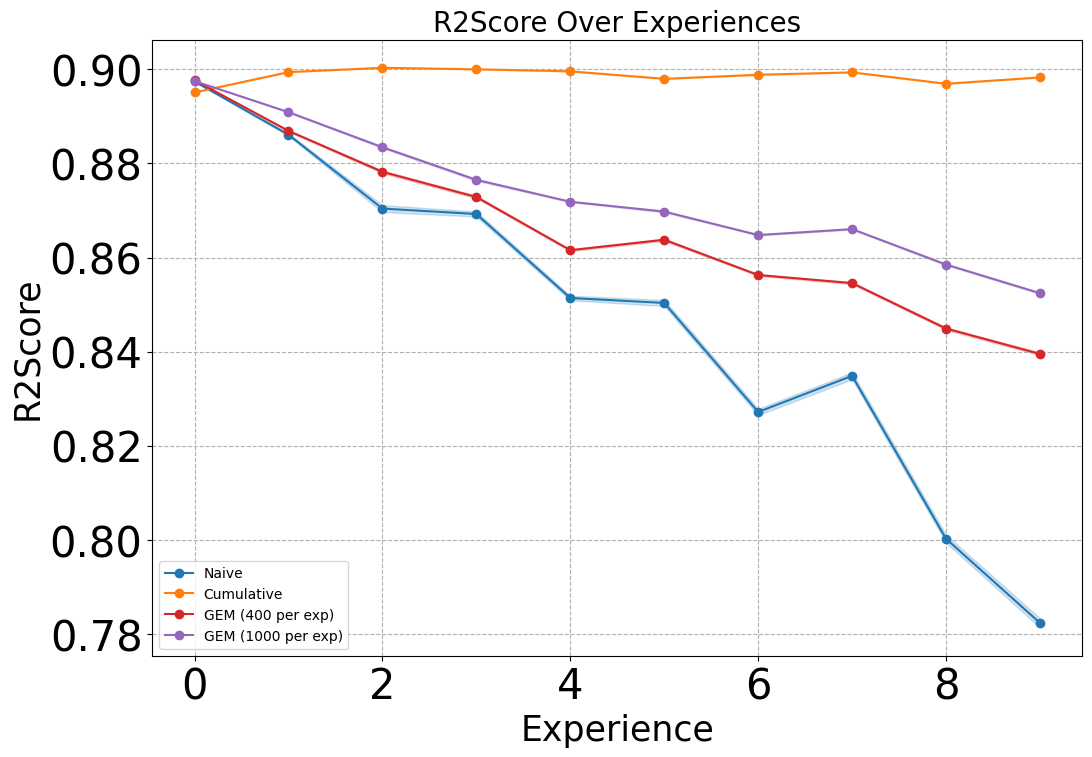 R2Score Over Experiences
R2Score
0.90
0.88
0.86
0.84
0.82
0.80
0.78
Naive
Cumulative
GEM (400 per exp)
GEM (1000 per exp)
0 2 4 6 8
Experience